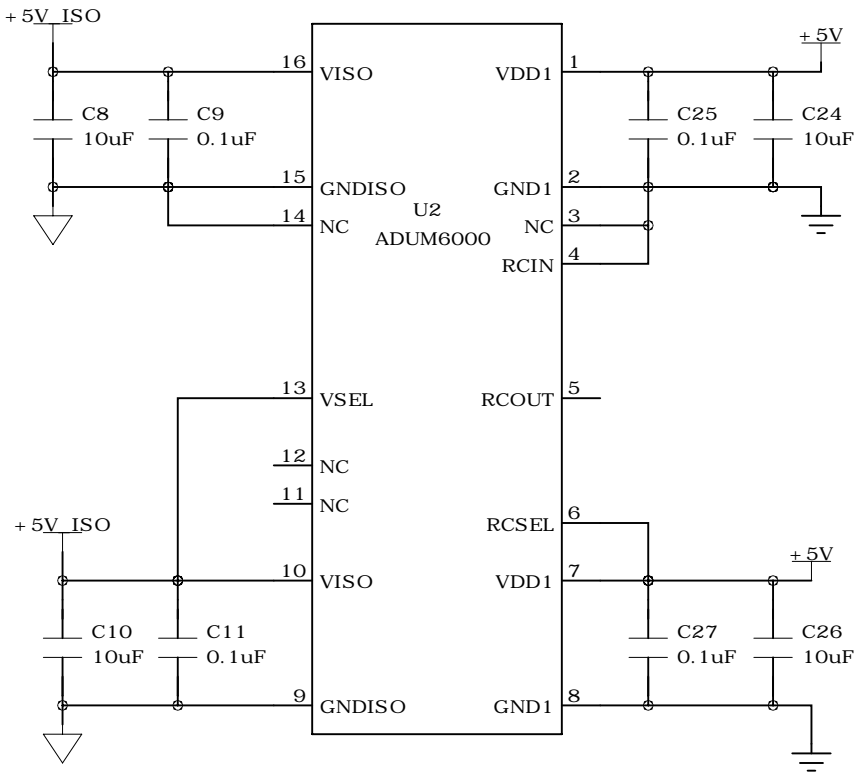 +5V_ISO
+5V
16 VISO VDD1 1
C8 C9 C25 C24
10uF 0.1uF 0.1uF 10uF
15 GNDISO GND1 2
U2
14 NC NC 3
ADUM6000
RCIN 4
13 VSEL RCOUT 5
12 NC
11 NC
RCSEL 6
+5V_ISO
+5V
10 VISO VDD1 7
C10 C11 C27 C26
10uF 0.1uF 0.1uF 10uF
9 GNDISO GND1 8